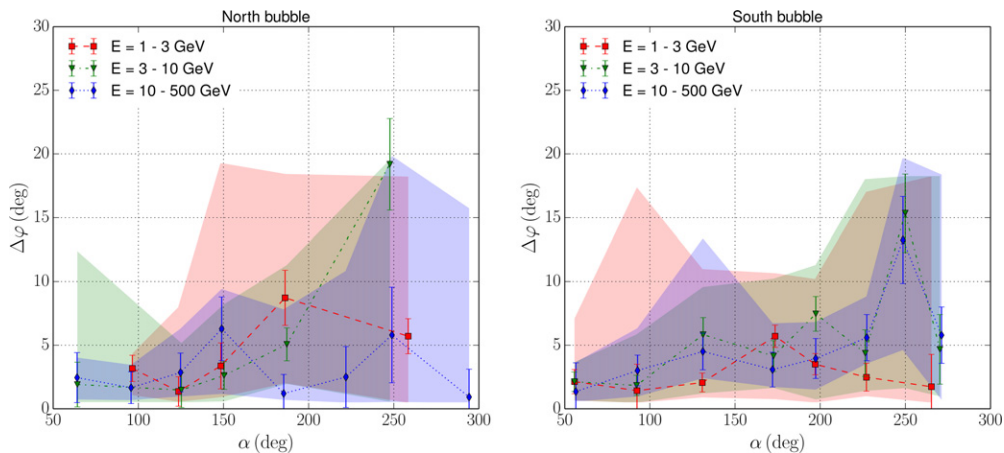 North bubble
30
25
20
15
10
5
0
Δφ (deg)
E = 1 - 3 GeV
E = 3 - 10 GeV
E = 10 - 500 GeV
50 100 150 200 250 300
α (deg)
South bubble
30
25
20
15
10
5
0
Δφ (deg)
E = 1 - 3 GeV
E = 3 - 10 GeV
E = 10 - 500 GeV
50 100 150 200 250 300
α (deg)